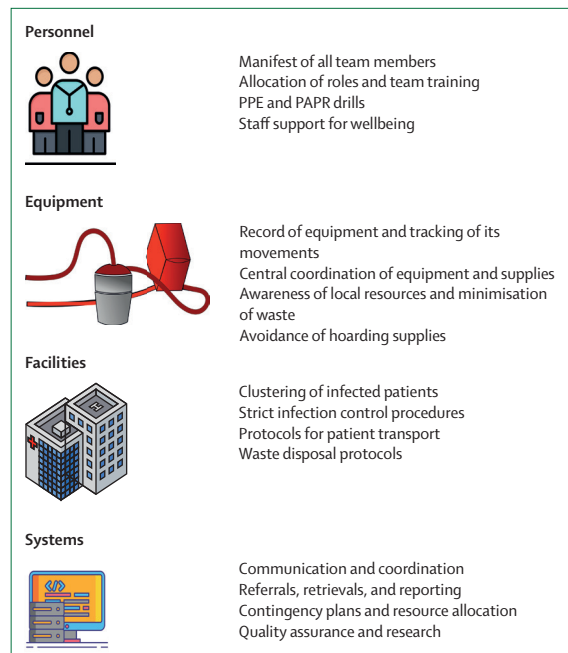 Personnel
Manifest of all team members
Allocation of roles and team training
PPE and PAPR drills
Staff support for wellbeing
Equipment
Record of equipment and tracking of its
movements
Central coordination of equipment and supplies
Awareness of local resources and minimisation
of waste
Avoidance of hoarding supplies
Facilities
H
Clustering of infected patients
Strict infection control procedures
Protocols for patient transport
Waste disposal protocols
Systems
</>
Communication and coordination
Referrals, retrievals, and reporting
Contingency plans and resource allocation
Quality assurance and research